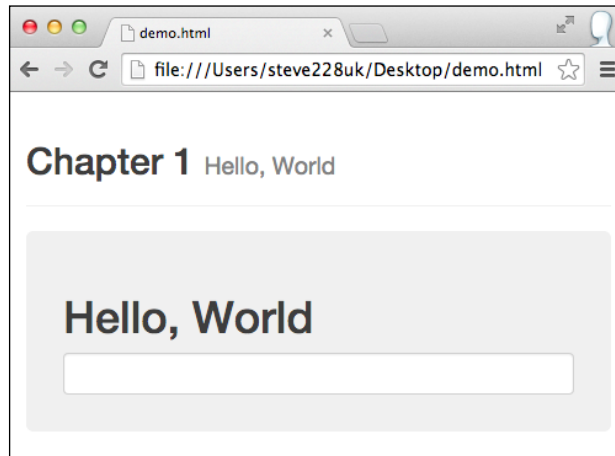 demo.html
file:///Users/steve228uk/Desktop/demo.html
Chapter 1 Hello, World
Hello, World